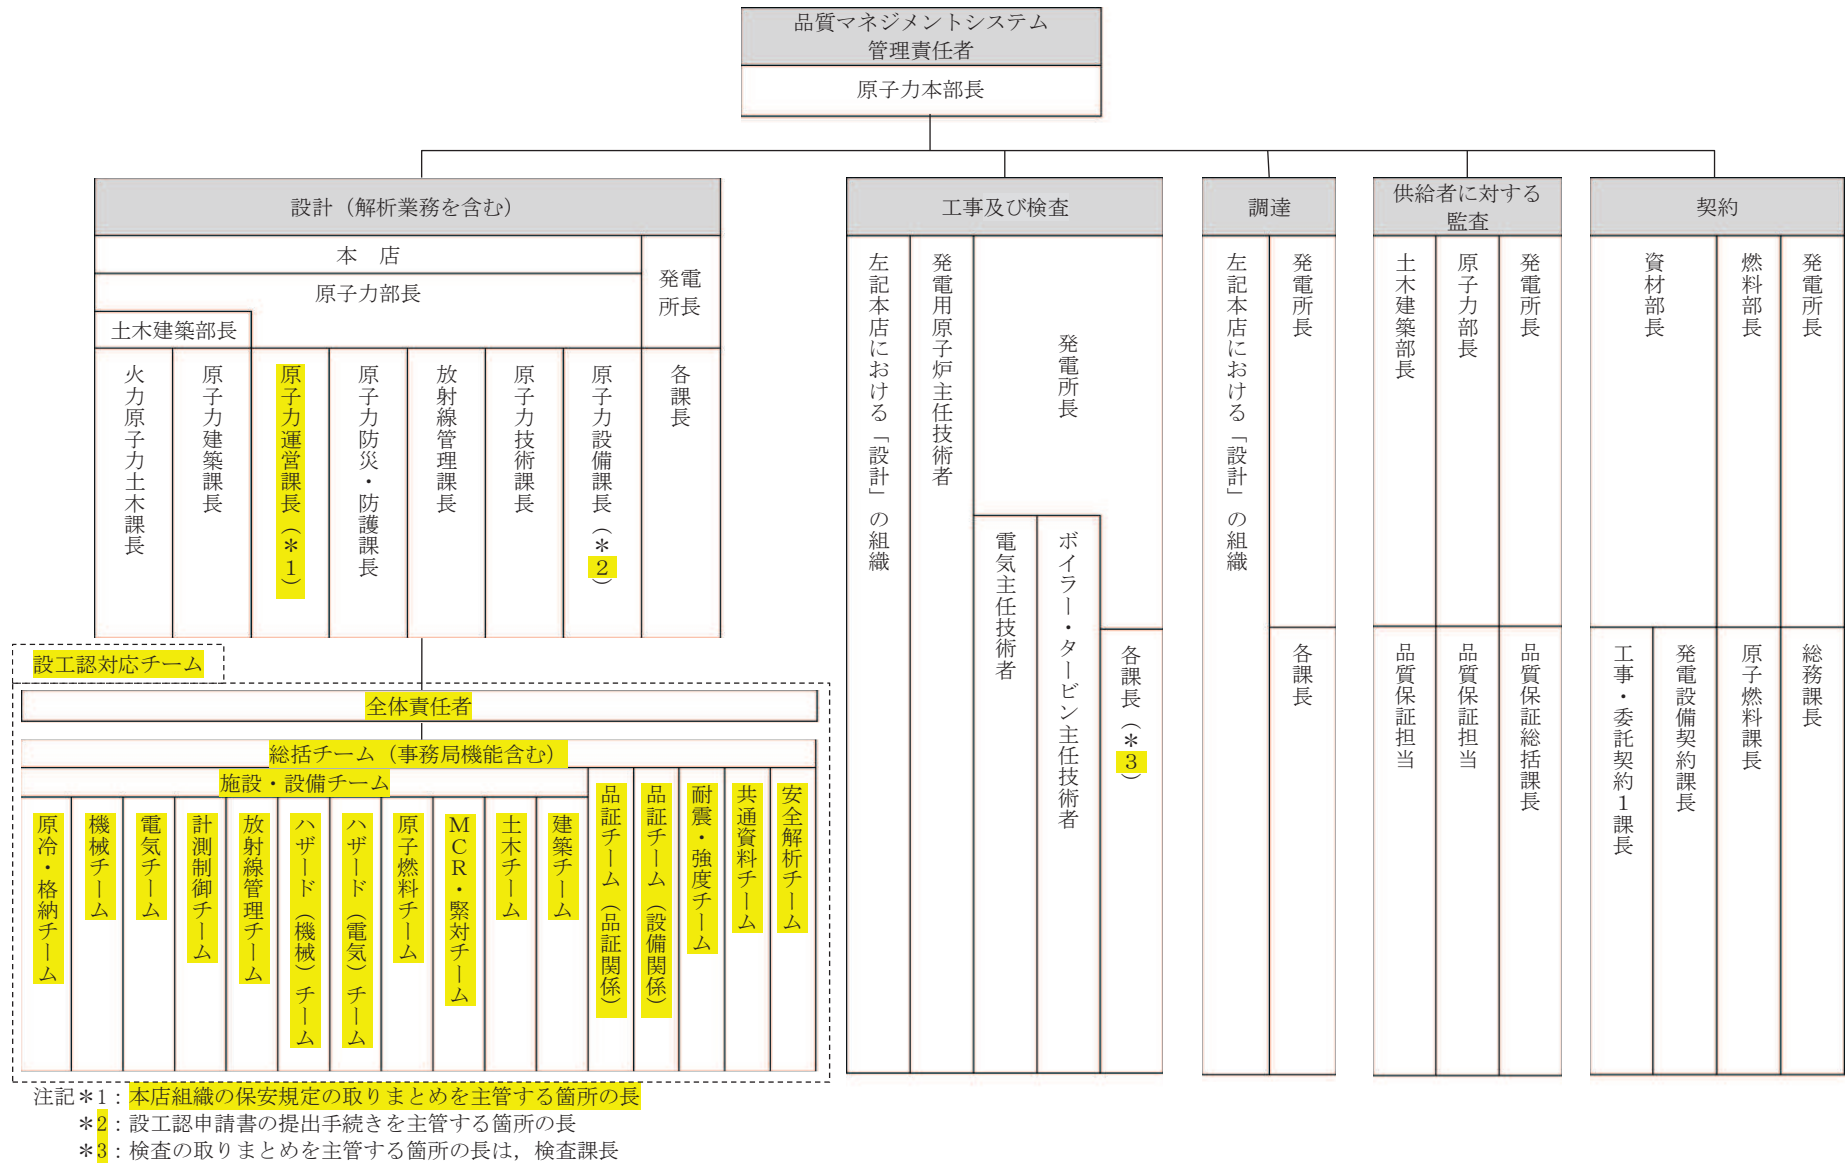 品質マネジメントシステム
管理責任者
原子力本部長
設計（解析業務を含む）
本　店
原子力部長
土木建築部長
発電
所長
火力原子力土木課長
原子力建築課長
原子力運営課長（＊１）
原子力防災・防護課長
放射線管理課長
原子力技術課長
原子力設備課長（＊２）
各課長
工事及び検査
左記本店における「設計」の組織
発電用原子炉主任技術者
発電所長
電気主任技術者
ボイラー・タービン主任技術者
各課長（＊３）
調達
左記本店における「設計」の組織
発電所長
各課長
供給者に対する
監査
土木建築部長
原子力部長
発電所長
品質保証担当
品質保証担当
品質保証総括課長
契約
資材部長
燃料部長
発電所長
工事・委託契約１課長
発電設備契約課長
原子燃料課長
総務課長
設工認対応チーム
全体責任者
総括チーム（事務局機能含む）
施設・設備チーム
原冷・格納チーム
機械チーム
電気チーム
計測制御チーム
放射線管理チーム
ハザード（機械）チーム
ハザード（電気）チーム
原子燃料チーム
ＭＣＲ・緊対チーム
土木チーム
建築チーム
品証チーム（品証関係）
品証チーム（設備関係）
耐震・強度チーム
共通資料チーム
安全解析チーム
注記＊1：本店組織の保安規定の取りまとめを主管する箇所の長
＊2：設工認申請書の提出手続きを主管する箇所の長
＊3：検査の取りまとめを主管する箇所の長は，検査課長